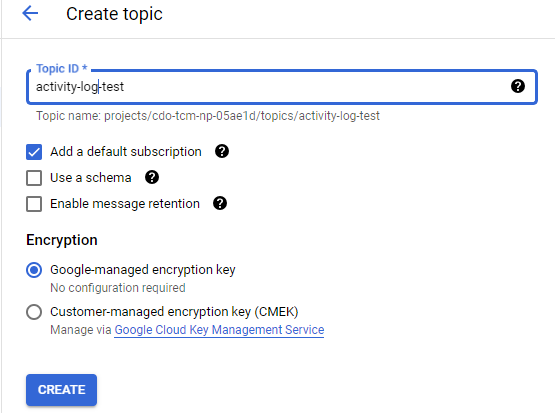 Create topic
Topic ID *
activity-log-test
Topic name: projects/cdo-tcm-np-05ae1d/topics/activity-log-test
Add a default subscription
Use a schema
Enable message retention
Encryption
Google-managed encryption key
No configuration required
Customer-managed encryption key (CMEK)
Manage via Google Cloud Key Management Service
CREATE